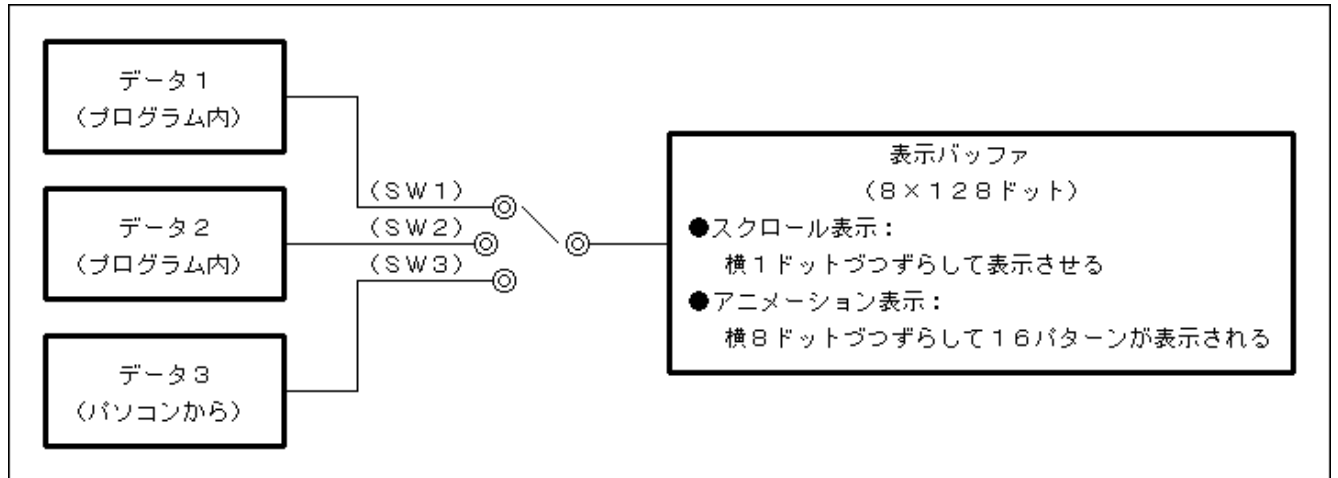 データ１
（プログラム内）
データ２
（プログラム内）
データ３
（パソコンから）
（ＳＷ１）
（ＳＷ２）
（ＳＷ３）
表示バッファ
（８×１２８ドット）
●スクロール表示：
横１ドットづつずらして表示させる
●アニメーション表示：
横８ドットづつずらして１６パターンが表示される